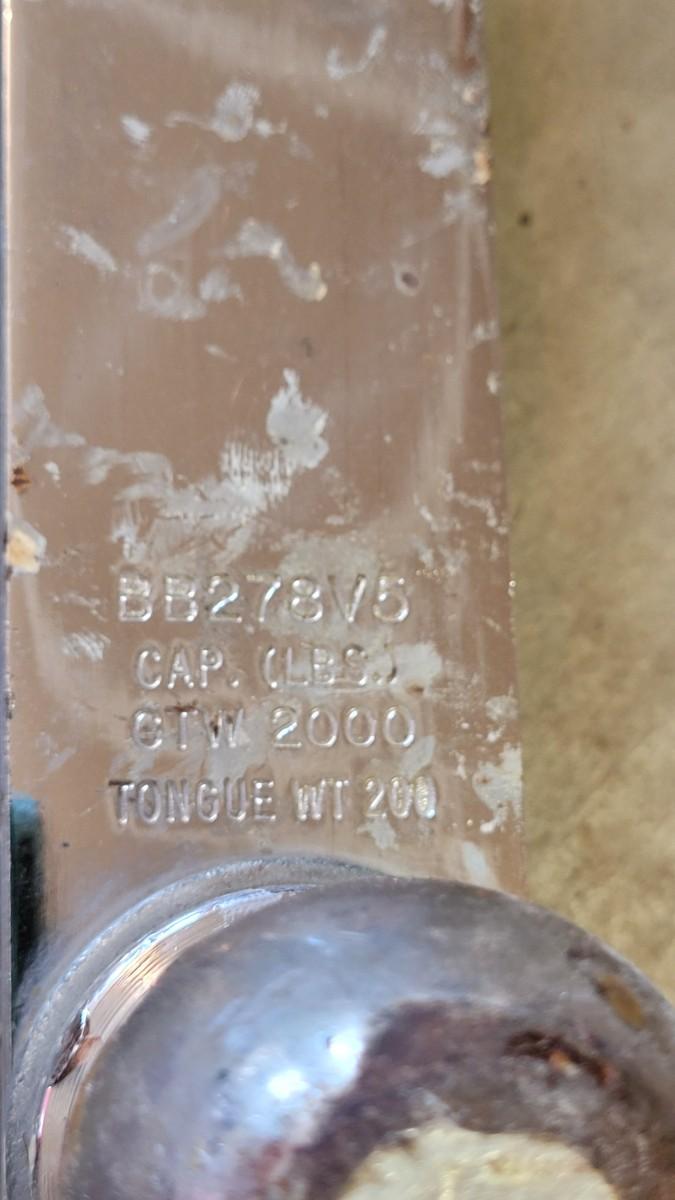 BB278V5
CAP. (LBS.)
GTW 2000
TONGUE WT 200